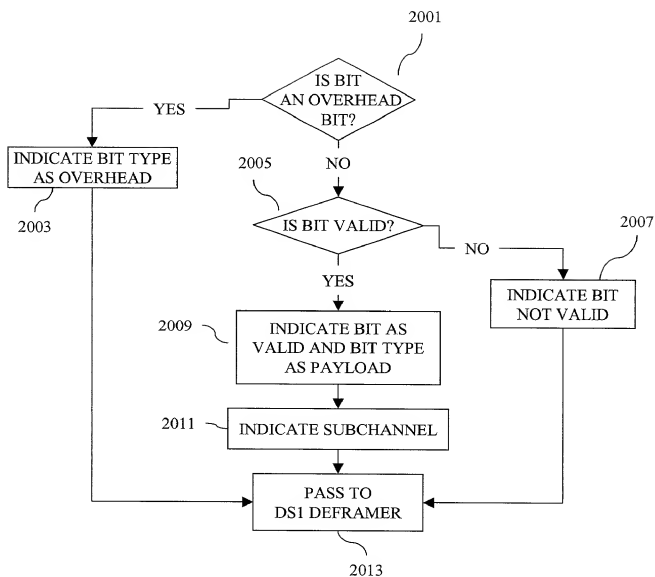 2001
IS BIT
AN OVERHEAD
BIT?
YES
NO
INDICATE BIT TYPE
AS OVERHEAD
2003
2005
IS BIT VALID?
NO
2007
YES
INDICATE BIT
NOT VALID
2009
INDICATE BIT AS
VALID AND BIT TYPE
AS PAYLOAD
2011
INDICATE SUBCHANNEL
PASS TO
DS1 DEFRAMER
2013